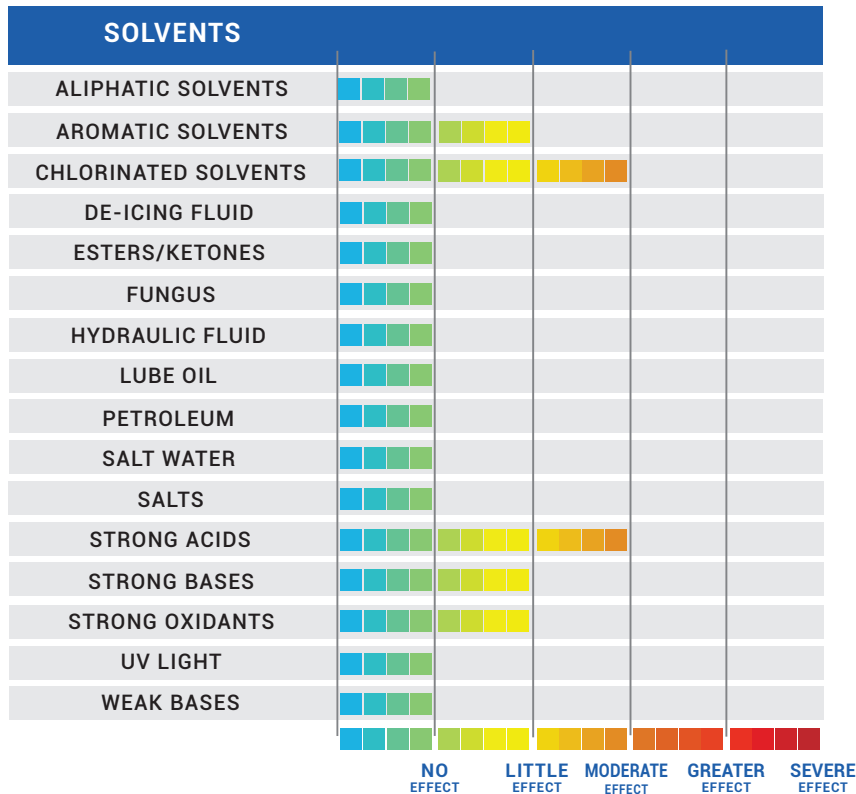 SOLVENTS
ALIPHATIC SOLVENTS
AROMATIC SOLVENTS
CHLORINATED SOLVENTS
DE-ICING FLUID
ESTERS/KETONES
FUNGUS
HYDRAULIC FLUID
LUBE OIL
PETROLEUM
SALT WATER
SALTS
STRONG ACIDS
STRONG BASES
STRONG OXIDANTS
UV LIGHT
WEAK BASES
NO LITTLE MODERATE GREATER SEVERE
EFFECT EFFECT EFFECT EFFECT EFFECT